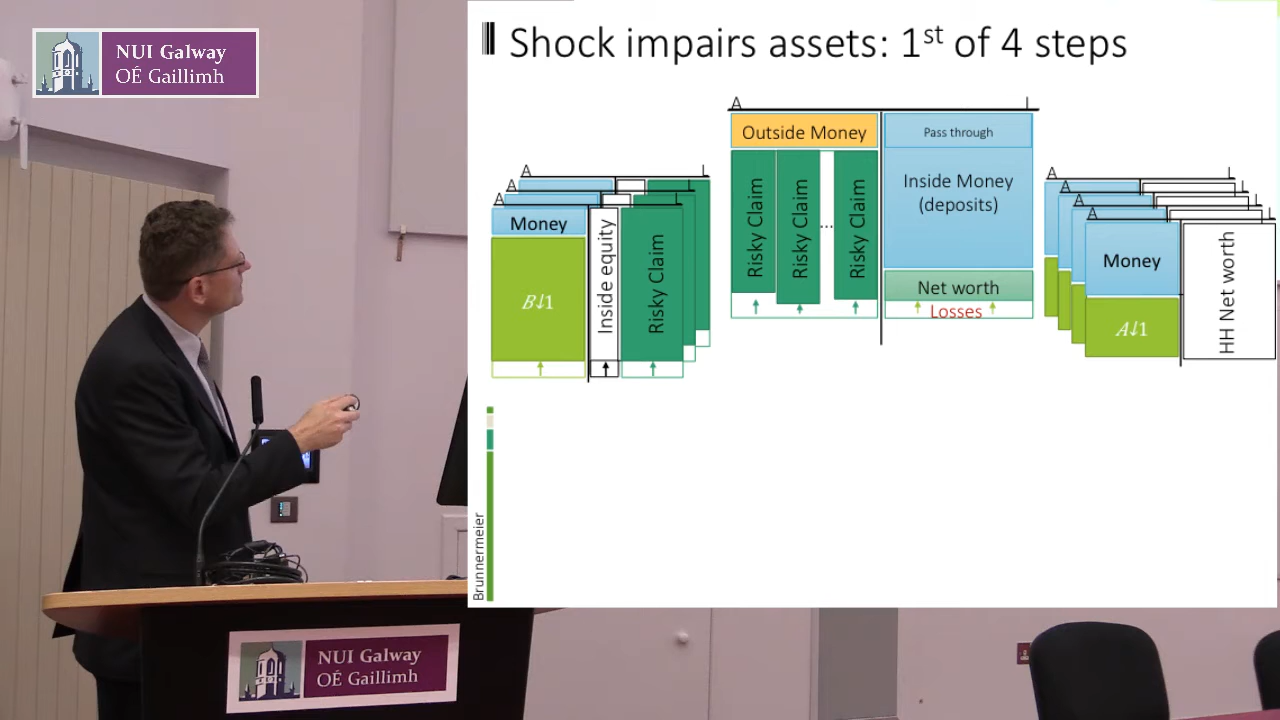 NUI Galway
OÉ Gaillimh
Shock impairs assets: 1st of 4 steps
A
L
Outside Money
Pass through
Risky Claim
Risky Claim
...
Risky Claim
Inside Money
(deposits)
Net worth
Losses
A
L
A
L
A
L
Money
B↓1
Inside equity
Risky Claim
A
L
A
L
A
L
A
L
Money
A↓1
HH Net worth
Brunnermeier
NUI Galway
OÉ Gaillimh